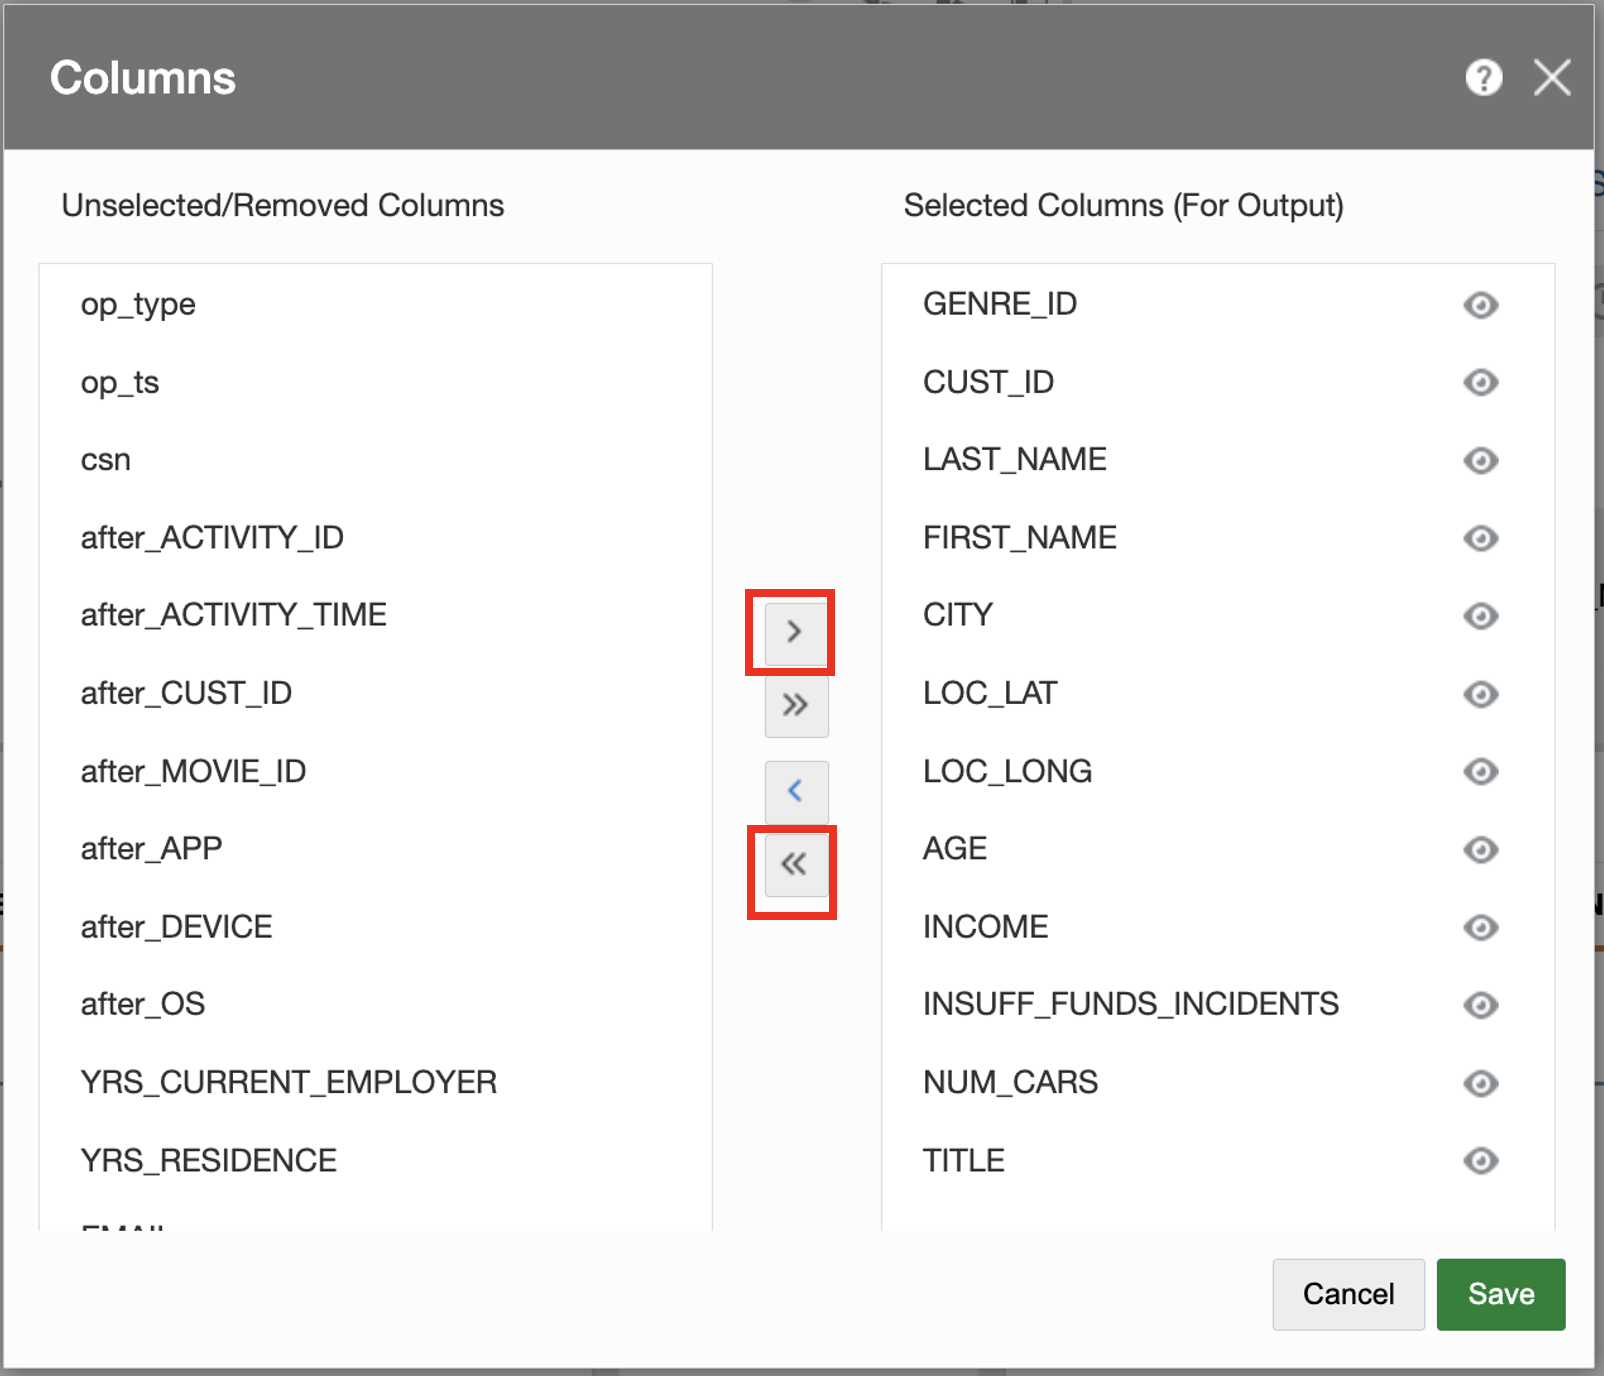 Columns
Unselected/Removed Columns
op_type
op_ts
csn
after_ACTIVITY_ID
after_ACTIVITY_TIME
after_CUST_ID
after_MOVIE_ID
after_APP
after_DEVICE
after_OS
YRS_CURRENT_EMPLOYER
YRS_RESIDENCE
Selected Columns (For Output)
GENRE_ID
CUST_ID
LAST_NAME
FIRST_NAME
CITY
LOC_LAT
LOC_LONG
AGE
INCOME
INSUFF_FUNDS_INCIDENTS
NUM_CARS
TITLE
Cancel
Save